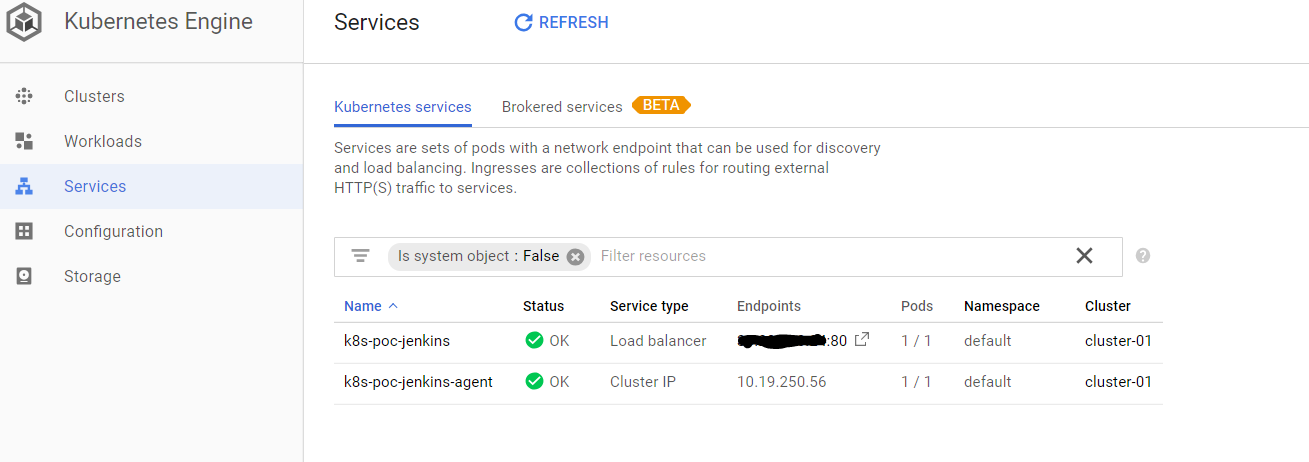 Kubernetes Engine
Services
REFRESH
Clusters
Workloads
Services
Configuration
Storage
Kubernetes services
Brokered services
BETA
Services are sets of pods with a network endpoint that can be used for discovery
and load balancing. Ingresses are collections of rules for routing external
HTTP(S) traffic to services.
Is system object : False
Filter resources
Name Status Service type Endpoints Pods Namespace Cluster
k8s-poc-jenkins OK Load balancer :80 1 / 1 default cluster-01
k8s-poc-jenkins-agent OK Cluster IP 10.19.250.56 1 / 1 default cluster-01